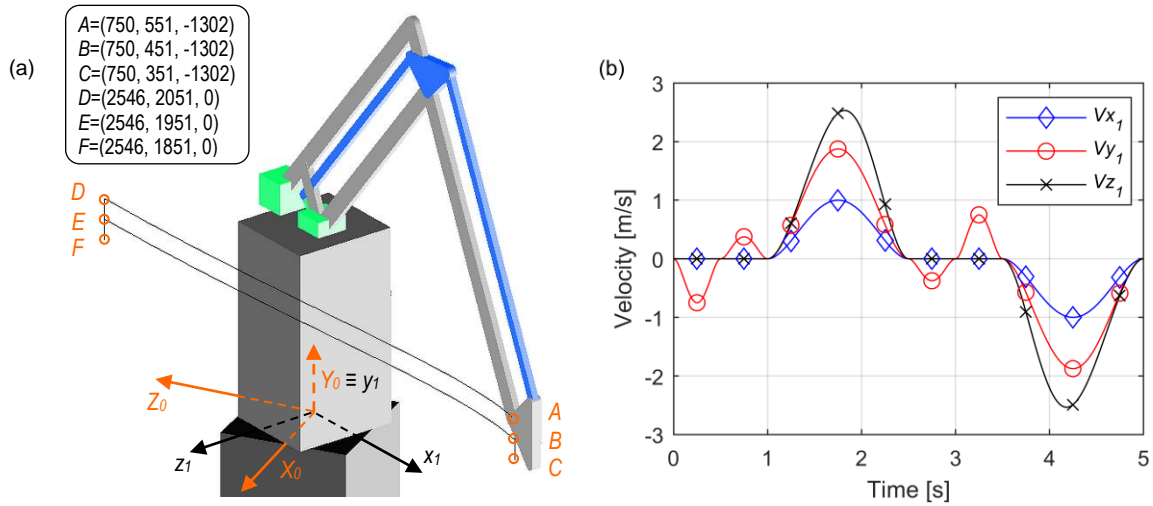 (a)
A=(750, 551, -1302)
B=(750, 451, -1302)
C=(750, 351, -1302)
D=(2546, 2051, 0)
E=(2546, 1951, 0)
F=(2546, 1851, 0)
D
E
F
Y0 ≡ y1
Z0
z1
X0
x1
A
B
C
(b)
3
2
1
0
-1
-2
-3
Velocity [m/s]
Vx1
Vy1
Vz1
0 1 2 3 4 5
Time [s]